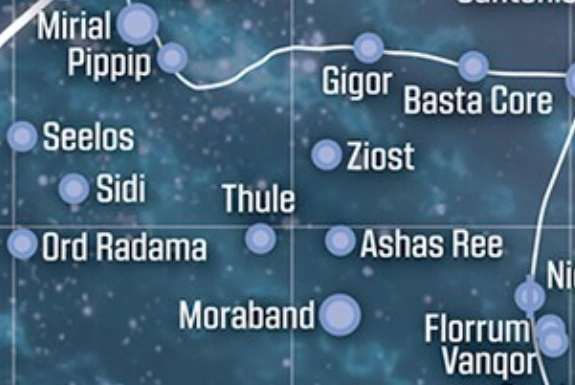 Mirial
Pippip
Gigor
Basta Core
Seelos
Ziost
Sidi
Thule
Ord Radama
Ashas Ree
Moraband
Florrum
Vanqor